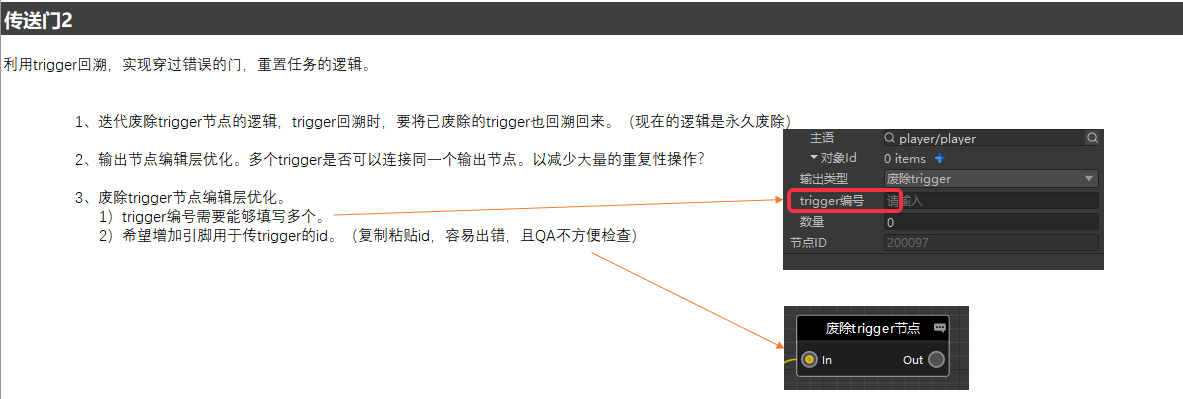 传送门2
利用trigger回溯，实现穿过错误的门，重置任务的逻辑。
1、迭代废除trigger节点的逻辑，trigger回溯时，要将已废除的trigger也回溯回来。（现在的逻辑是永久废除）
2、输出节点编辑层优化。多个trigger是否可以连接同一个输出节点。以减少大量的重复性操作？
3、废除trigger节点编辑层优化。
1）trigger编号需要能够填写多个。
2）希望增加引脚用于传trigger的id。（复制粘贴id，容易出错，且QA不方便检查）
主语 player/player
对象Id 0 items
输出类型 废除trigger
trigger编号 请输入
数量 0
节点ID 200097
废除trigger节点
In Out